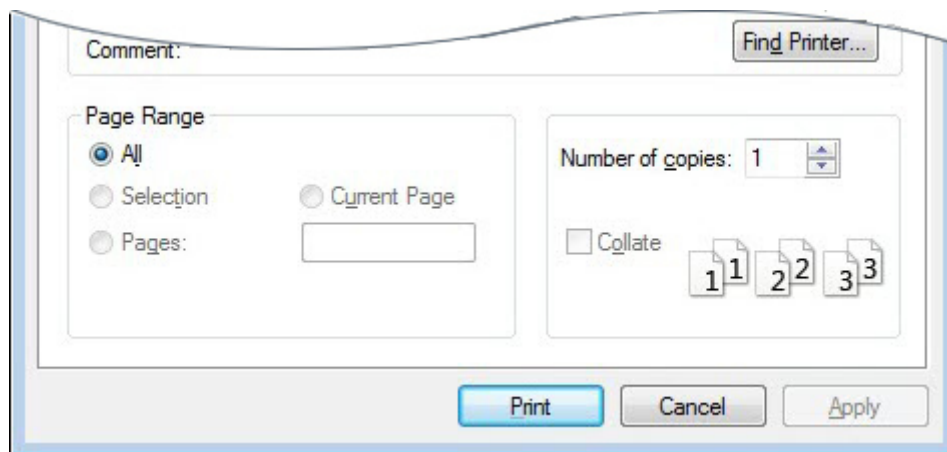 Comment:
Find Printer...
Page Range
All
Selection
Current Page
Pages:
Number of copies: 1
Collate
1 1 2 2 3 3
Print
Cancel
Apply